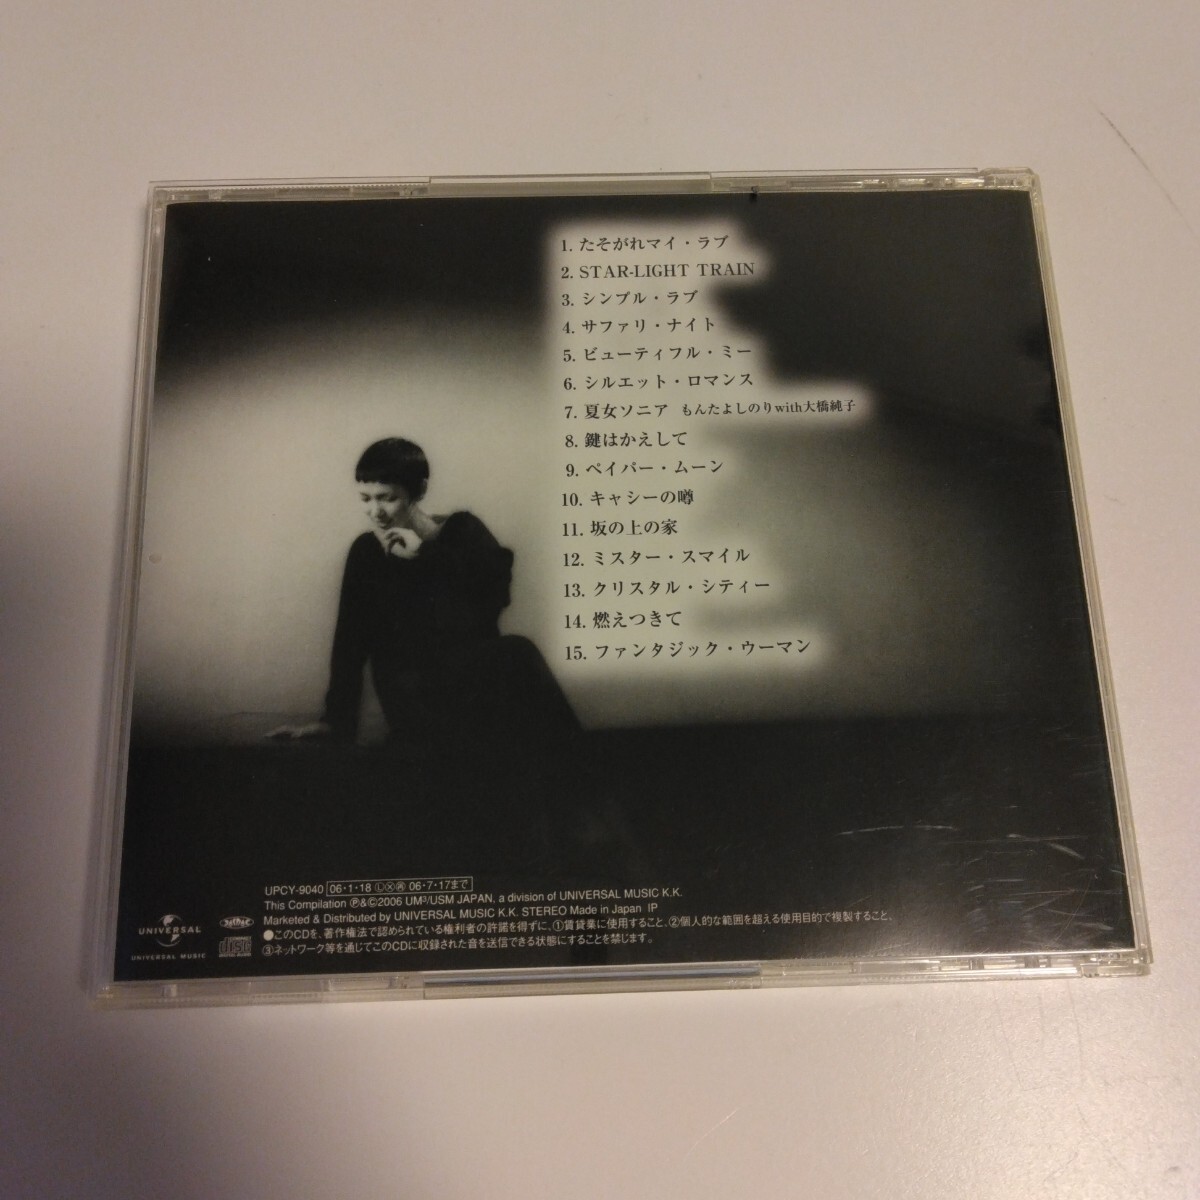 1. たそがれマイ・ラブ
2. STAR-LIGHT TRAIN
3. シンプル・ラブ
4. サファリ・ナイト
5. ビューティフル・ミー
6. シルエット・ロマンス
7. 夏女ソニア もんたよしのりwith大橋純子
8. 鍵はかえして
9. ペイパー・ムーン
10. キャシーの噂
11. 坂の上の家
12. ミスター・スマイル
13. クリスタル・シティー
14. 燃えつきて
15. ファンタジック・ウーマン
UPCY-9040 06・1・18 Ⓛ Ⓧ ㊙ 06・7・17まで
This Compilation Ⓟ&Ⓒ2006 UM³/USM JAPAN, a division of UNIVERSAL MUSIC K.K.
Marketed & Distributed by UNIVERSAL MUSIC K.K. STEREO Made in Japan IP
●このCDを、著作権法で認められている権利者の許諾を得ずに、①賃貸業に使用すること、②個人的な範囲を超える使用目的で複製すること、
③ネットワーク等を通じてこのCDに収録された音を送信できる状態にすることを禁じます。
UNIVERSAL
UNIVERSAL MUSIC
disc